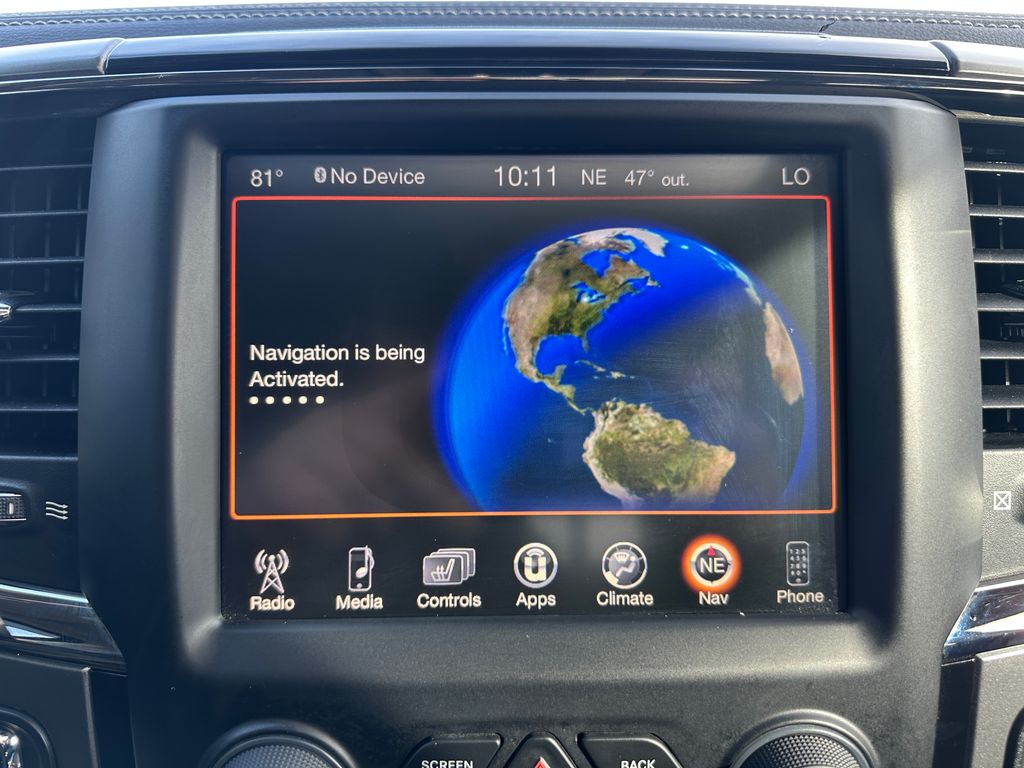 81° No Device 10:11 NE 47° out. LO
Navigation is being
Activated.
Radio Media Controls Apps Climate NE Nav Phone
SCREEN BACK